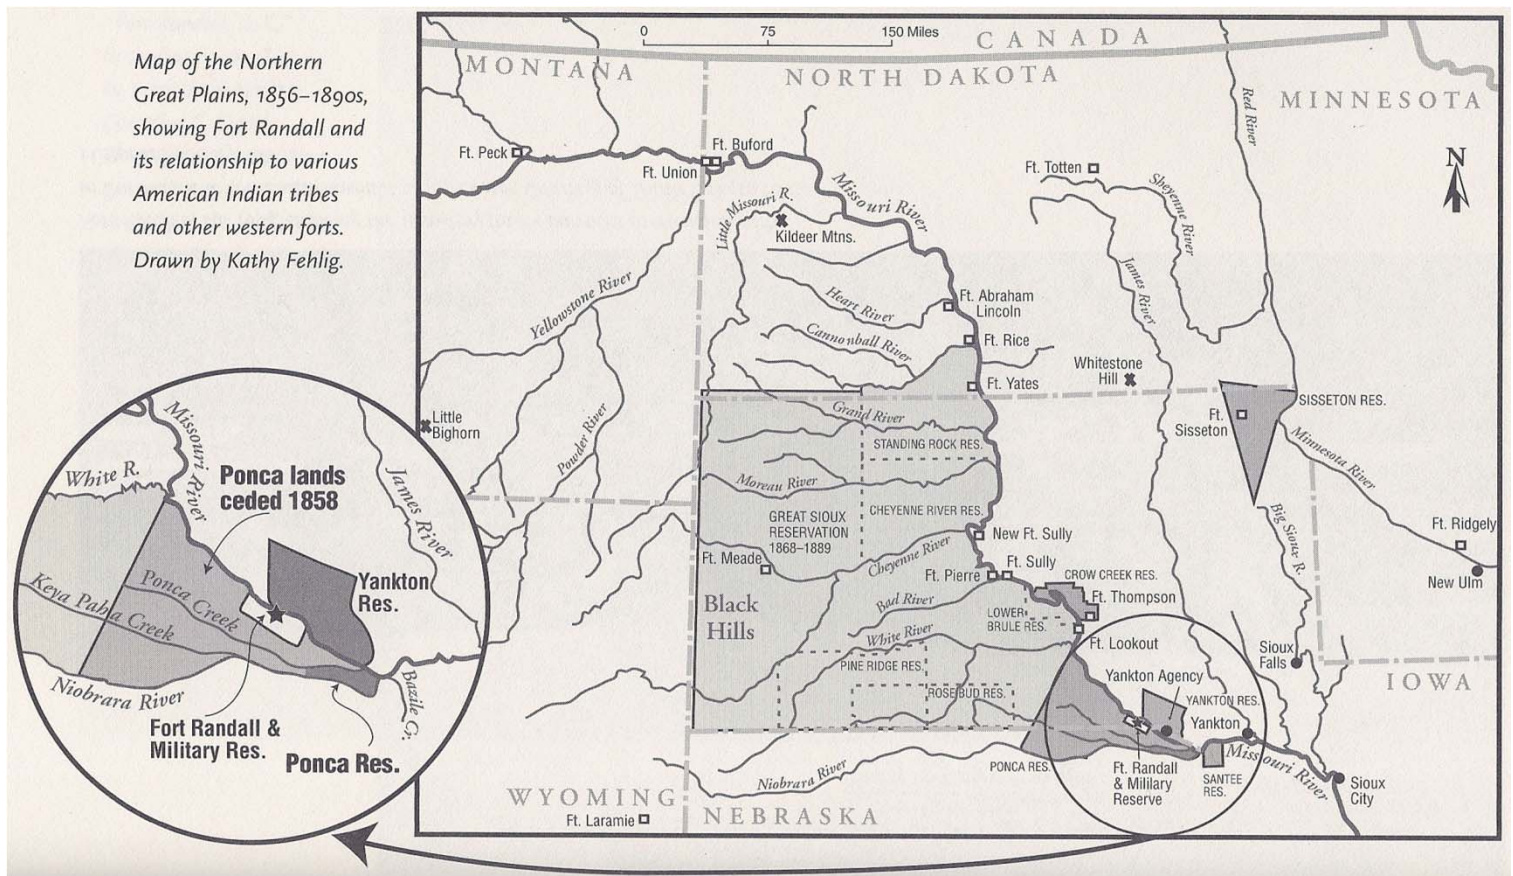 Map of the Northern
Great Plains, 1856–1890s,
showing Fort Randall and
its relationship to various
American Indian tribes
and other western forts.
Drawn by Kathy Fehlig.
0 75 150 Miles
CANADA
MONTANA
NORTH DAKOTA
MINNESOTA
Red River
N
Ft. Peck
Ft. Buford
Ft. Union
Ft. Totten
Missouri River
Little Missouri R.
Kildeer Mtns.
Sheyenne River
James River
Yellowstone River
Heart River
Ft. Abraham
Lincoln
Cannonball River
Ft. Rice
Whitestone
Hill
Ft. Yates
SISSETON RES.
Ft.
Sisseton
Little
Bighorn
Powder River
Grand River
STANDING ROCK RES.
Minnesota River
Moreau River
GREAT SIOUX
RESERVATION
1868–1889
CHEYENNE RIVER RES.
New Ft. Sully
Big Sioux R.
Ft. Ridgely
New Ulm
Ft. Meade
Cheyenne River
Ft. Pierre
Ft. Sully
CROW CREEK RES.
Ft. Thompson
Black
Hills
Bad River
LOWER
BRULE RES.
White River
Ft. Lookout
PINE RIDGE RES.
ROSEBUD RES.
Sioux
Falls
Yankton Agency
YANKTON RES.
Yankton
IOWA
PONCA RES.
Niobrara River
Ft. Randall
& Mililary
Reserve
SANTEE
RES.
Missouri River
Sioux
City
WYOMING
Ft. Laramie
NEBRASKA
Missouri River
White R.
Ponca lands
ceded 1858
James River
Yankton
Res.
Ponca Creek
Keya Paha Creek
Niobrara River
Bazile C.
Fort Randall &
Military Res.
Ponca Res.